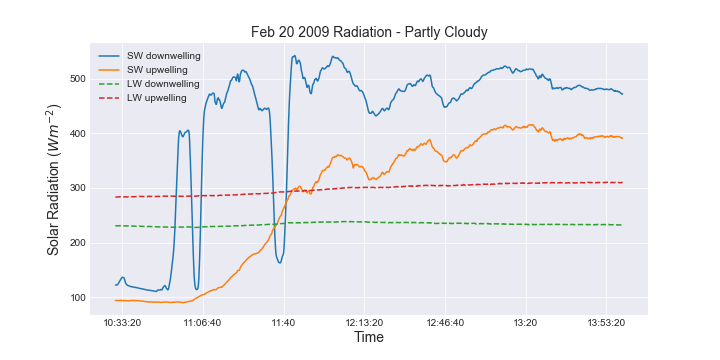 Feb 20 2009 Radiation - Partly Cloudy
SW downwelling
SW upwelling
LW downwelling
LW upwelling
Solar Radiation (Wm⁻²)
500
400
300
200
100
10:33:20 11:06:40 11:40 12:13:20 12:46:40 13:20 13:53:20
Time